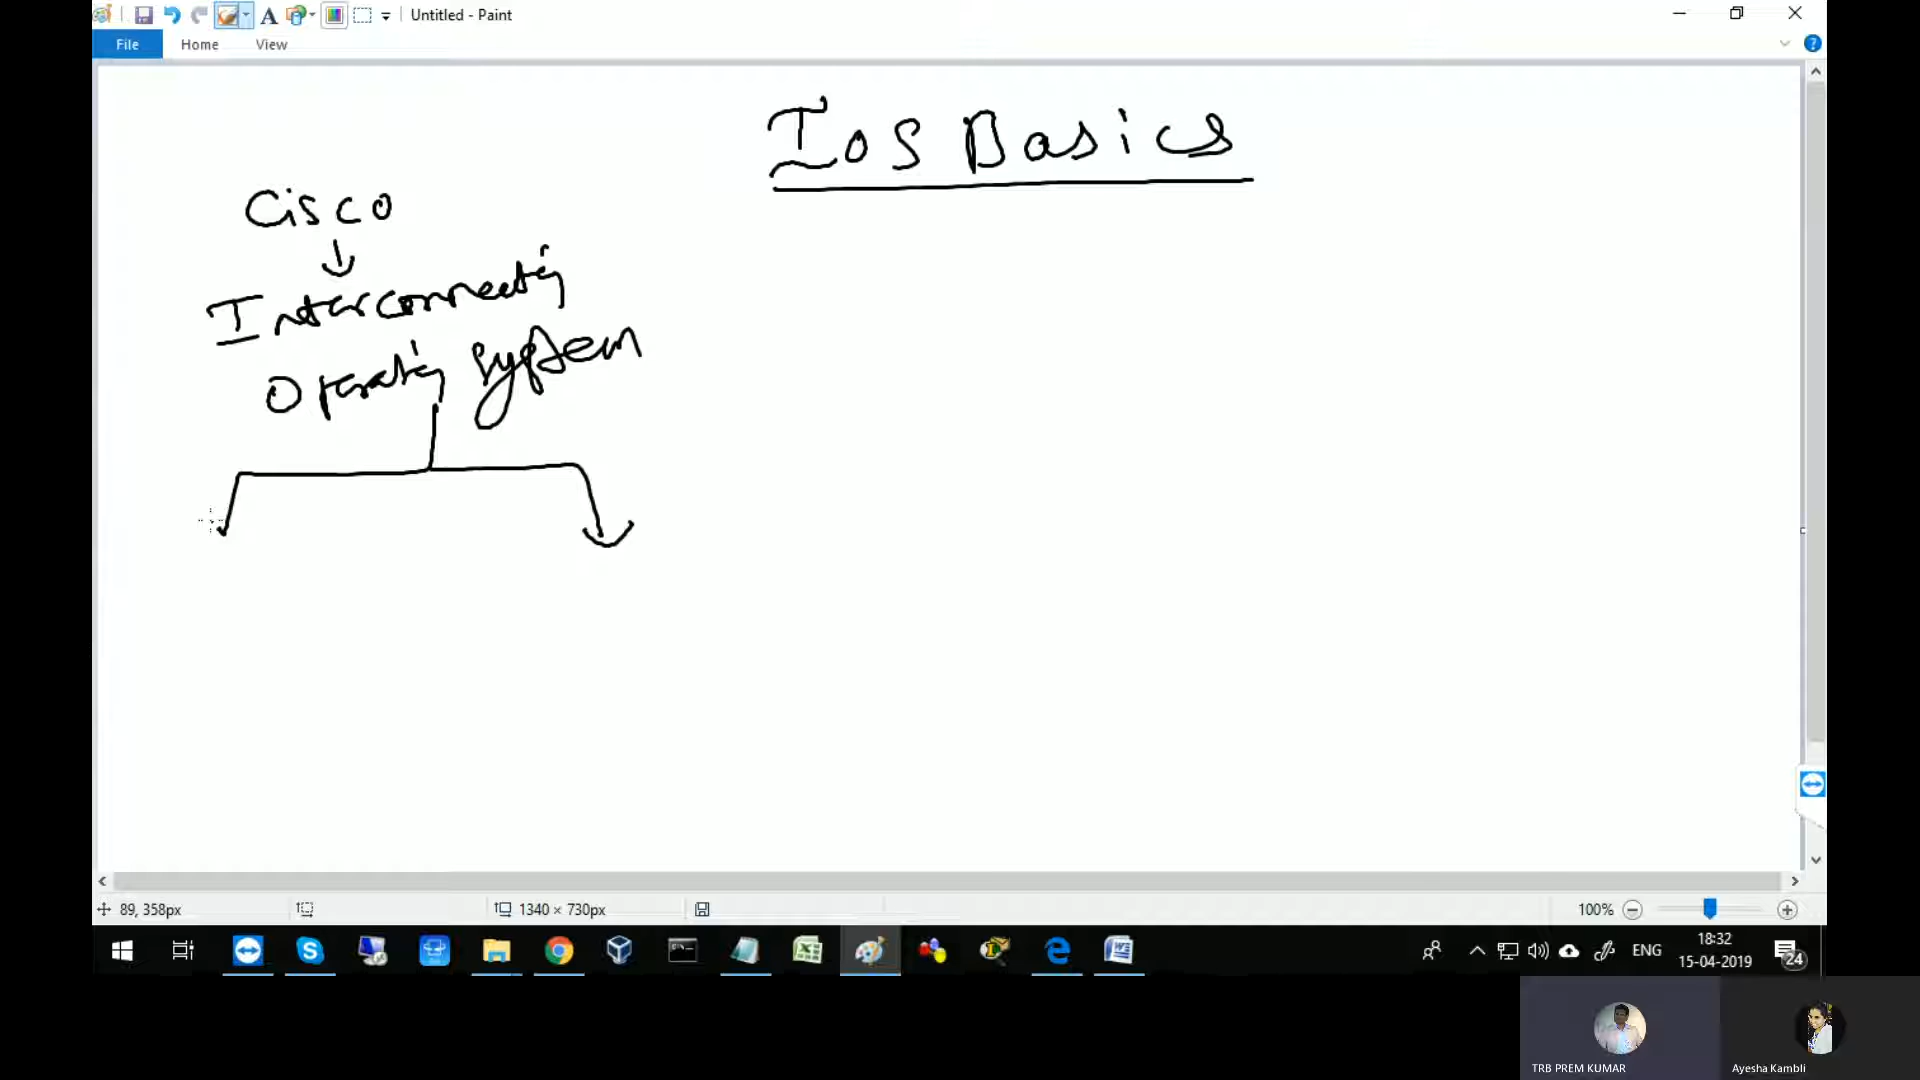 Untitled - Paint
File Home View
IOS Basics
Cisco
Interconnecting
Operating System
89, 358px
1340 × 730px
100%
ENG
18:32
15-04-2019
24
TRB PREM KUMAR
Ayesha Kambli